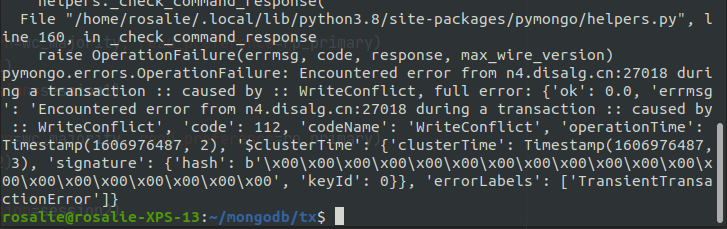 helpers._check_command_response(
  File "/home/rosalie/.local/lib/python3.8/site-packages/pymongo/helpers.py", l
ine 160, in _check_command_response
    raise OperationFailure(errmsg, code, response, max_wire_version)
pymongo.errors.OperationFailure: Encountered error from n4.disalg.cn:27018 duri
ng a transaction :: caused by :: WriteConflict, full error: {'ok': 0.0, 'errmsg
': 'Encountered error from n4.disalg.cn:27018 during a transaction :: caused by
 :: WriteConflict', 'code': 112, 'codeName': 'WriteConflict', 'operationTime':
Timestamp(1606976487, 2), '$clusterTime': {'clusterTime': Timestamp(1606976487,
 3), 'signature': {'hash': b'\x00\x00\x00\x00\x00\x00\x00\x00\x00\x00\x00\x00\x
00\x00\x00\x00\x00\x00\x00\x00', 'keyId': 0}}, 'errorLabels': ['TransientTransa
ctionError']}
rosalie@rosalie-XPS-13:~/mongodb/tx$